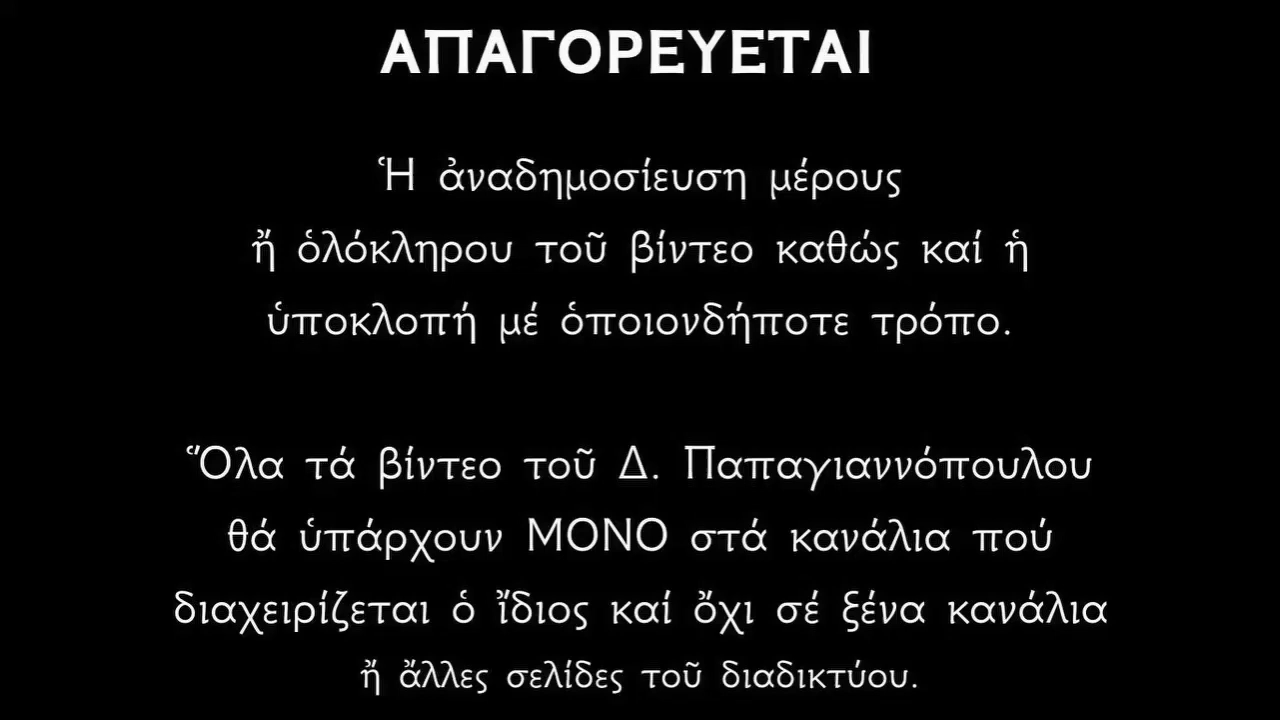 ΑΠΑΓΟΡΕΥΕΤΑΙ
Ἡ ἀναδημοσίευση μέρους
ἤ ὁλόκληρου τοῦ βίντεο καθώς καί ἡ
ὑποκλοπή μέ ὁποιονδήποτε τρόπο.
Ὅλα τά βίντεο τοῦ Δ. Παπαγιαννόπουλου
θά ὑπάρχουν ΜΟΝΟ στά κανάλια πού
διαχειρίζεται ὁ ἴδιος καί ὄχι σέ ξένα κανάλια
ἤ ἄλλες σελίδες τοῦ διαδικτύου.